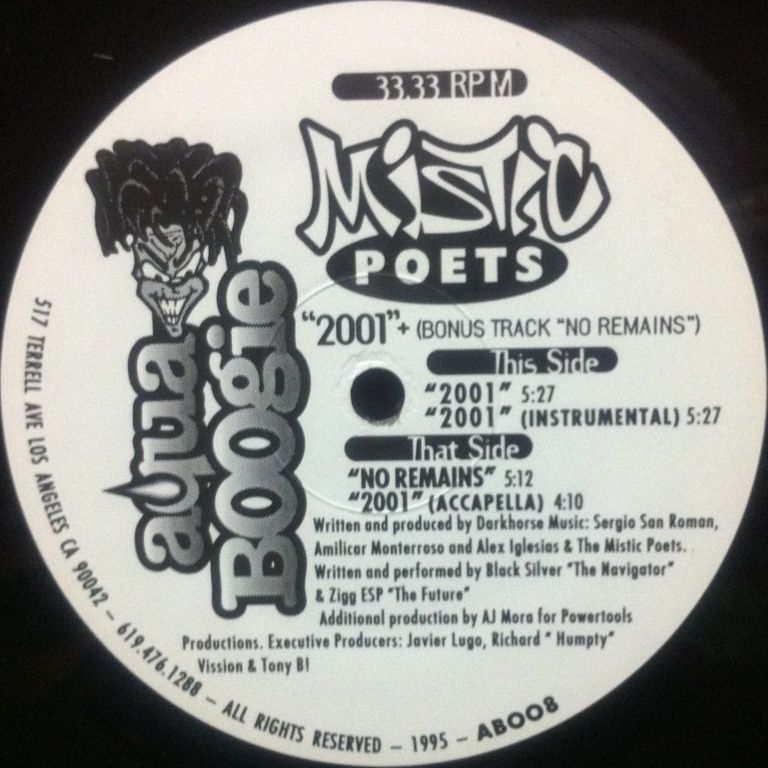 33.33 RPM
MiSTiC
POETS
"2001" + (BONUS TRACK "NO REMAINS")
This Side
"2001" 5:27
"2001" (INSTRUMENTAL) 5:27
That Side
"NO REMAINS" 5:12
"2001" (ACCAPELLA) 4:10
Written and produced by Darkhorse Music: Sergio San Roman,
Amilicar Monterroso and Alex Iglesias & The Mistic Poets.
Written and performed by Black Silver "The Navigator"
& Zigg ESP "The Future"
Additional production by AJ Mora for Powertools
Productions. Executive Producers: Javier Lugo, Richard " Humpty"
Vission & Tony B!
aqua
Boogie
517 TERRELL AVE LOS ANGELES CA 90042 – 619.476.1288 – ALL RIGHTS RESERVED – 1995 – AB008